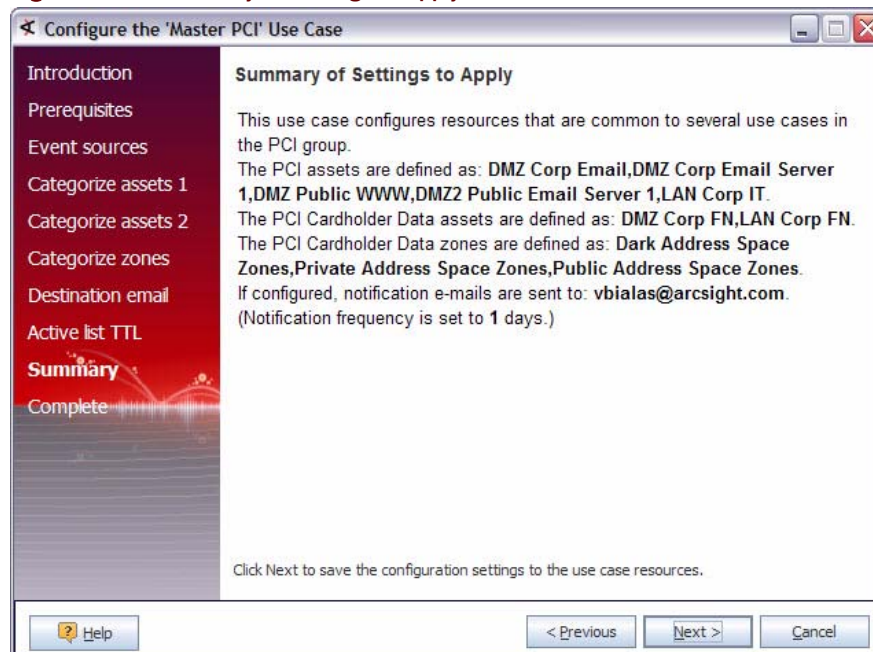 Configure the 'Master PCI' Use Case
Introduction
Prerequisites
Event sources
Categorize assets 1
Categorize assets 2
Categorize zones
Destination email
Active list TTL
Summary
Complete
Summary of Settings to Apply
This use case configures resources that are common to several use cases in
the PCI group.
The PCI assets are defined as: DMZ Corp Email,DMZ Corp Email Server
1,DMZ Public WWW,DMZ2 Public Email Server 1,LAN Corp IT.
The PCI Cardholder Data assets are defined as: DMZ Corp FN,LAN Corp FN.
The PCI Cardholder Data zones are defined as: Dark Address Space
Zones,Private Address Space Zones,Public Address Space Zones.
If configured, notification e-mails are sent to: vbialas@arcsight.com.
(Notification frequency is set to 1 days.)
Click Next to save the configuration settings to the use case resources.
Help
< Previous
Next >
Cancel